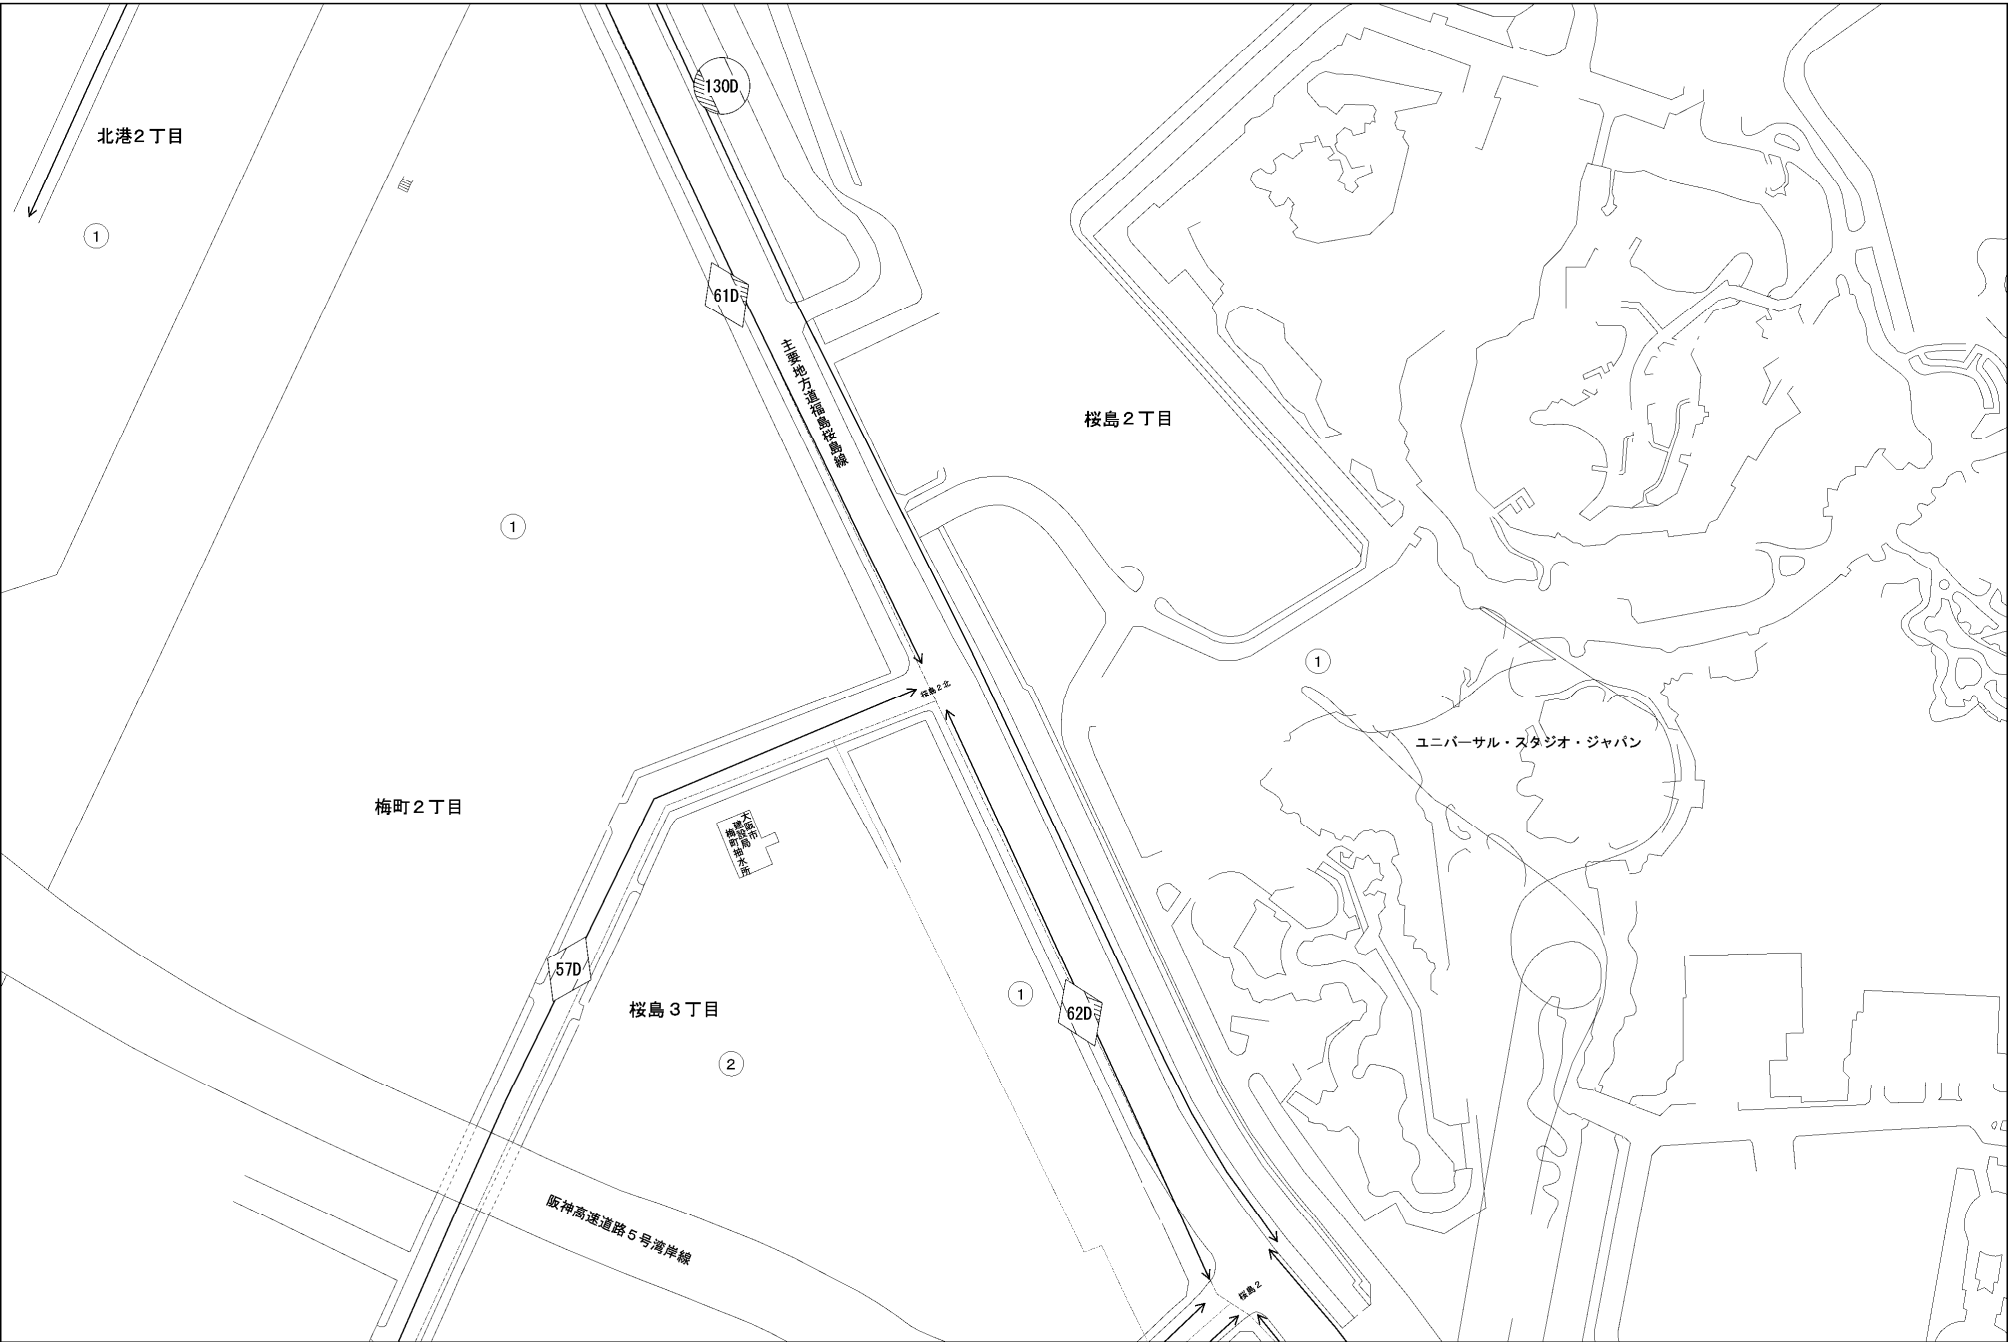 130D
北港２丁目
1
61D
主要地方道福島桜島線
桜島２丁目
1
1
桜島２北
ユニバーサル・スタジオ・ジャパン
梅町２丁目
大阪市
建設局
梅町抽水所
57D
桜島３丁目
1
62D
2
阪神高速道路５号湾岸線
桜島２